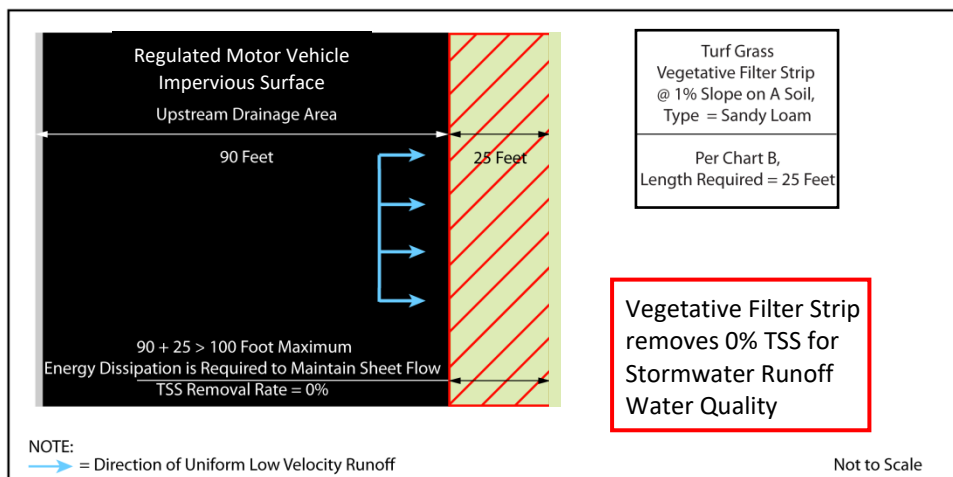 Regulated Motor Vehicle
Impervious Surface
Upstream Drainage Area
90 Feet
25 Feet
90 + 25 > 100 Foot Maximum
Energy Dissipation is Required to Maintain Sheet Flow
TSS Removal Rate = 0%
Turf Grass
Vegetative Filter Strip
@ 1% Slope on A Soil,
Type = Sandy Loam
Per Chart B,
Length Required = 25 Feet
Vegetative Filter Strip
removes 0% TSS for
Stormwater Runoff
Water Quality
NOTE:
= Direction of Uniform Low Velocity Runoff
Not to Scale